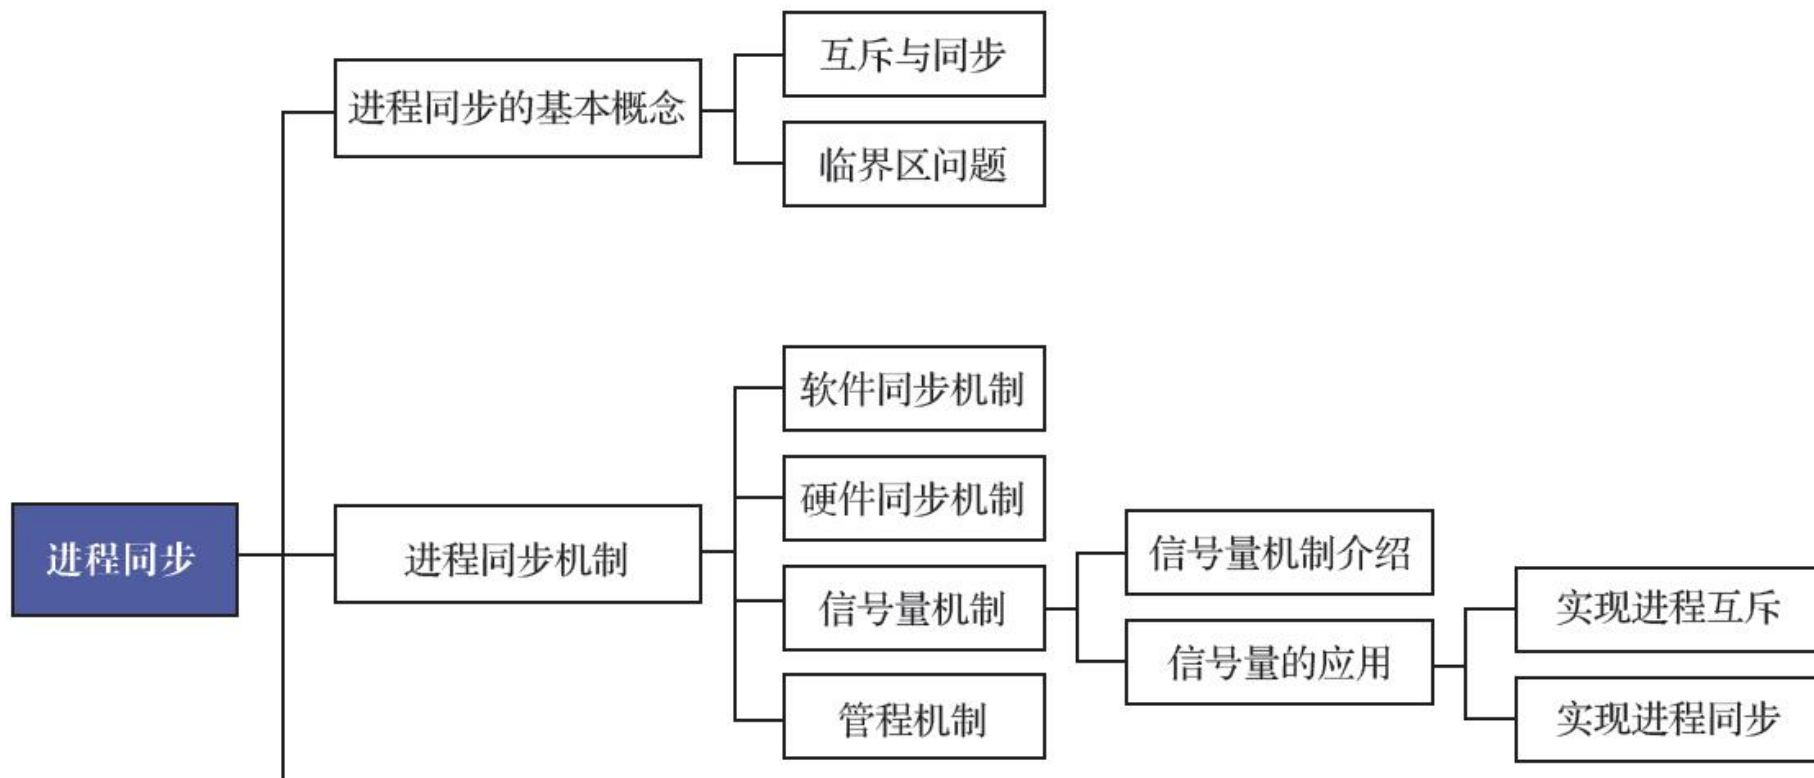 进程同步
进程同步的基本概念
互斥与同步
临界区问题
进程同步机制
软件同步机制
硬件同步机制
信号量机制
信号量机制介绍
信号量的应用
实现进程互斥
实现进程同步
管程机制